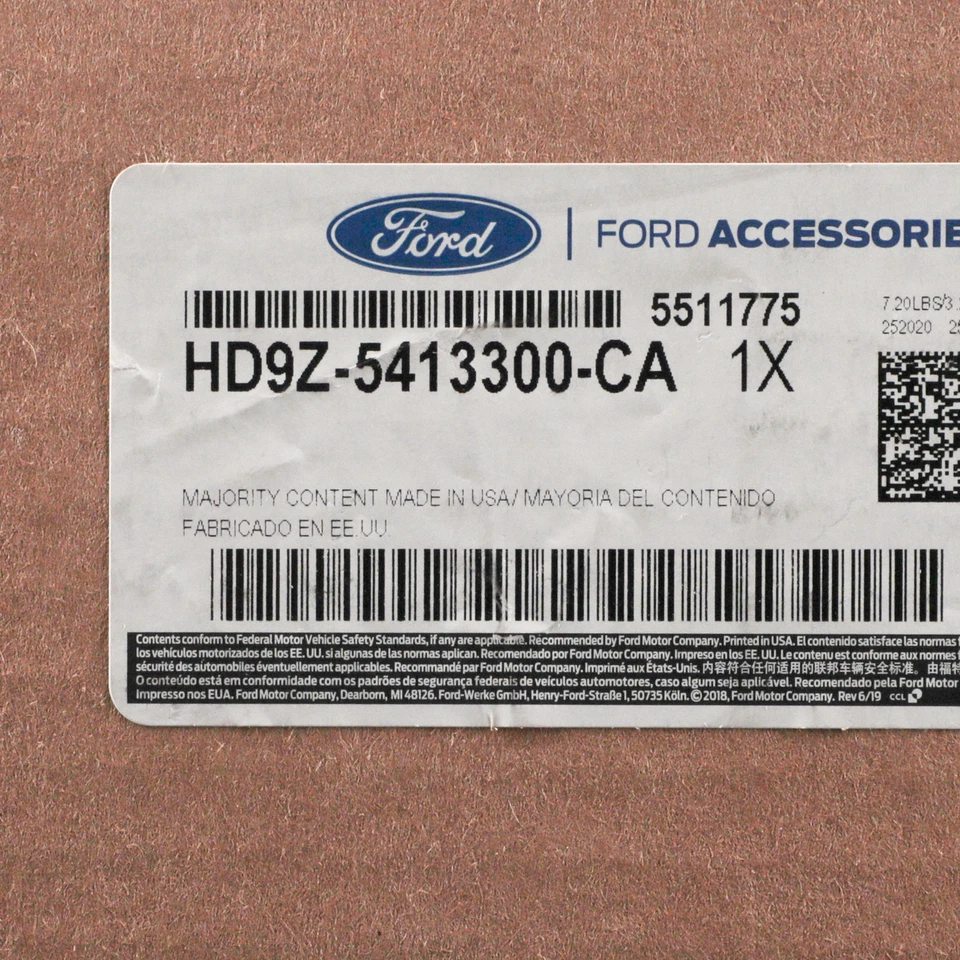 Ford | FORD ACCESSORIE
5511775
7.20LBS/3.
252020 25
HD9Z-5413300-CA 1X
MAJORITY CONTENT MADE IN USA/ MAYORIA DEL CONTENIDO
FABRICADO EN EE.UU.
Contents conform to Federal Motor Vehicle Safety Standards, if any are applicable. Recommended by Ford Motor Company. Printed in USA. El contenido satisface las normas
los vehículos motorizados de los EE. UU. si algunas de las normas aplican. Recomendado por Ford Motor Company. Impreso en los EE. UU. Le contenu est conforme aux normes
sécurité des automobiles éventuellement applicables. Recommandé par Ford Motor Company. Imprimé aux États-Unis. 内容符合任何适用的联邦车辆安全标准。由福特
O conteúdo está em conformidade com os padrões de segurança federais de veículos automotores, caso algum seja aplicável. Recomendado pela Ford Motor
Impresso nos EUA. Ford Motor Company, Dearborn, MI 48126. Ford-Werke GmbH, Henry-Ford-Straße 1, 50735 Köln. © 2018, Ford Motor Company. Rev 6/19 CCL